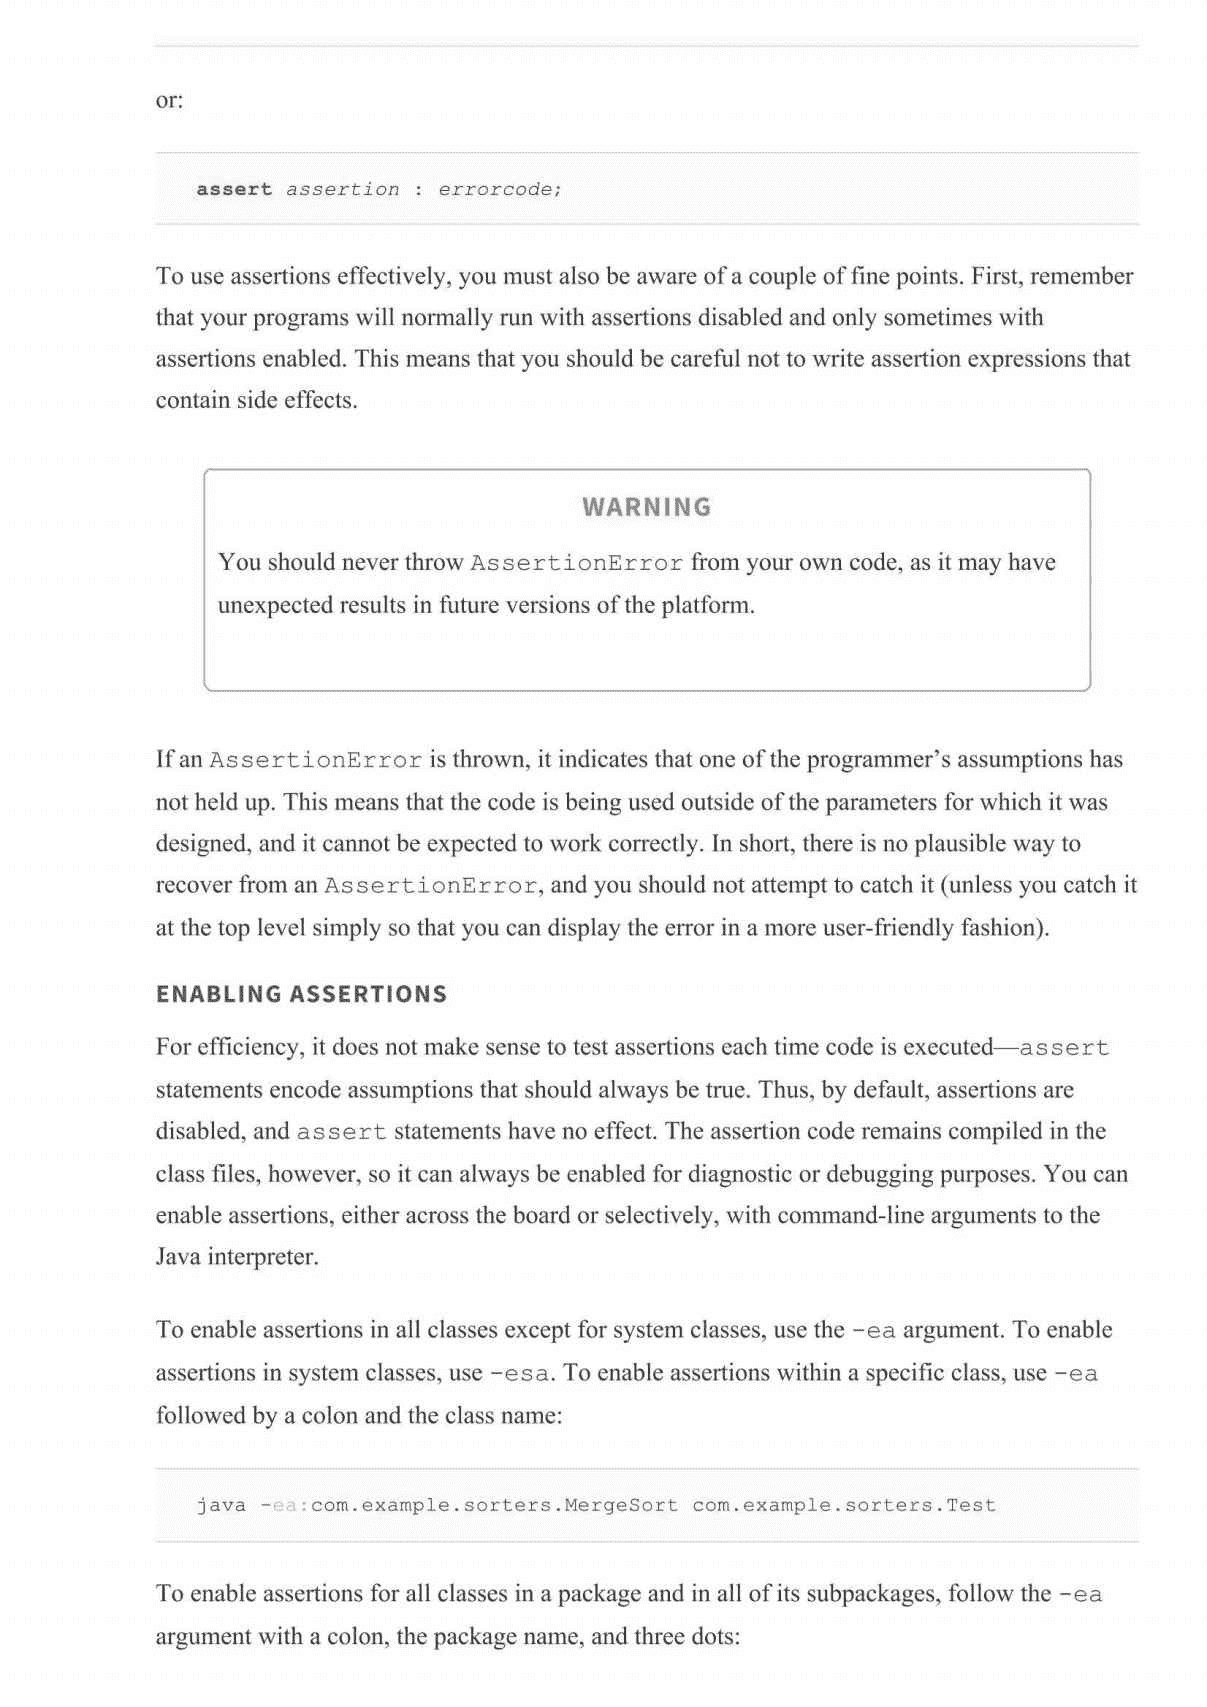 or:
assert assertion : errorcode;
To use assertions effectively, you must also be aware of a couple of fine points. First, remember
that your programs will normally run with assertions disabled and only sometimes with
assertions enabled. This means that you should be careful not to write assertion expressions that
contain side effects.
WARNING
You should never throw AssertionError from your own code, as it may have
unexpected results in future versions of the platform.
If an AssertionError is thrown, it indicates that one of the programmer’s assumptions has
not held up. This means that the code is being used outside of the parameters for which it was
designed, and it cannot be expected to work correctly. In short, there is no plausible way to
recover from an AssertionError, and you should not attempt to catch it (unless you catch it
at the top level simply so that you can display the error in a more user-friendly fashion).
ENABLING ASSERTIONS
For efficiency, it does not make sense to test assertions each time code is executed—assert
statements encode assumptions that should always be true. Thus, by default, assertions are
disabled, and assert statements have no effect. The assertion code remains compiled in the
class files, however, so it can always be enabled for diagnostic or debugging purposes. You can
enable assertions, either across the board or selectively, with command-line arguments to the
Java interpreter.
To enable assertions in all classes except for system classes, use the -ea argument. To enable
assertions in system classes, use -esa. To enable assertions within a specific class, use -ea
followed by a colon and the class name:
java -ea:com.example.sorters.MergeSort com.example.sorters.Test
To enable assertions for all classes in a package and in all of its subpackages, follow the -ea
argument with a colon, the package name, and three dots: